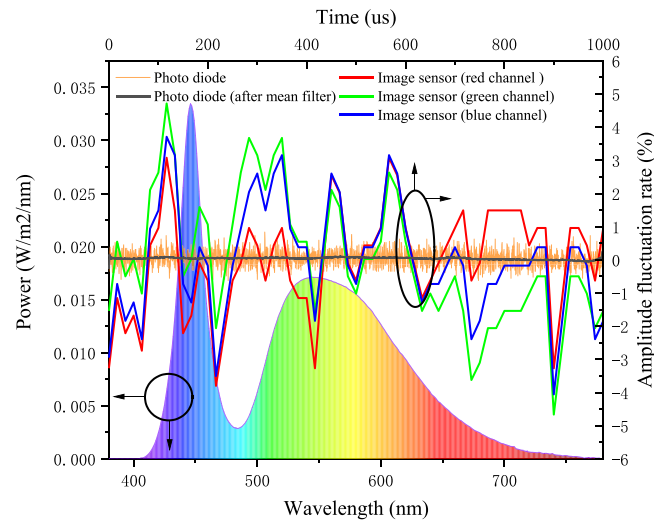 Time (us)
0 200 400 600 800 1000
Photo diode
Photo diode (after mean filter)
Image sensor (red channel )
Image sensor (green channel)
Image sensor (blue channel)
Power (W/m2/nm)
0.035
0.030
0.025
0.020
0.015
0.010
0.005
0.000
6
5
4
3
2
1
0
−1
−2
−3
−4
−5
−6
Amplitude fluctuation rate (%)
400 500 600 700
Wavelength (nm)